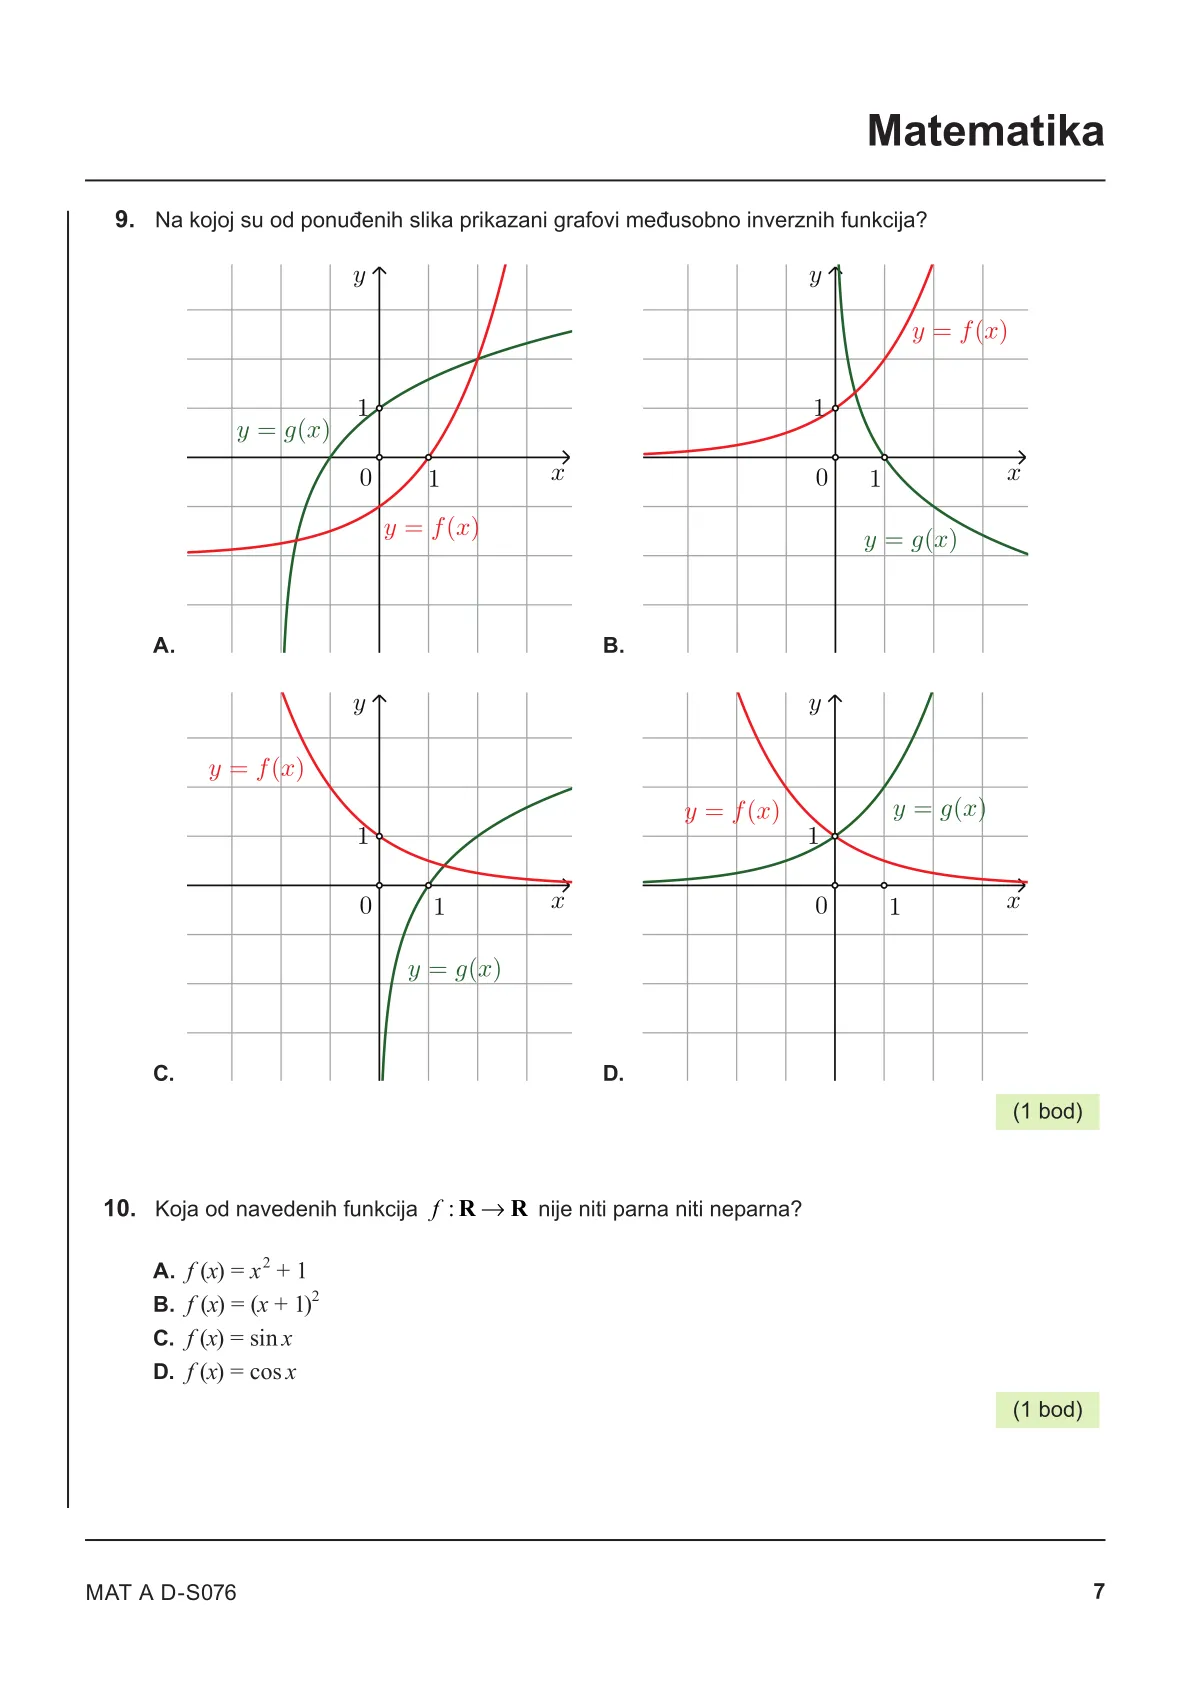 Matematika
9. Na kojoj su od ponuđenih slika prikazani grafovi međusobno inverznih funkcija?
y
1
y = g(x)
0
1
x
y = f(x)
A.
y
y = f(x)
1
0
1
x
y = g(x)
B.
y
y = f(x)
1
0
1
x
y = g(x)
C.
y
y = f(x)
1
y = g(x)
0
1
x
D.
(1 bod)
10. Koja od navedenih funkcija f : R → R nije niti parna niti neparna?
A. f (x) = x² + 1
B. f (x) = (x + 1)²
C. f (x) = sin x
D. f (x) = cos x
(1 bod)
MAT A D-S076
7